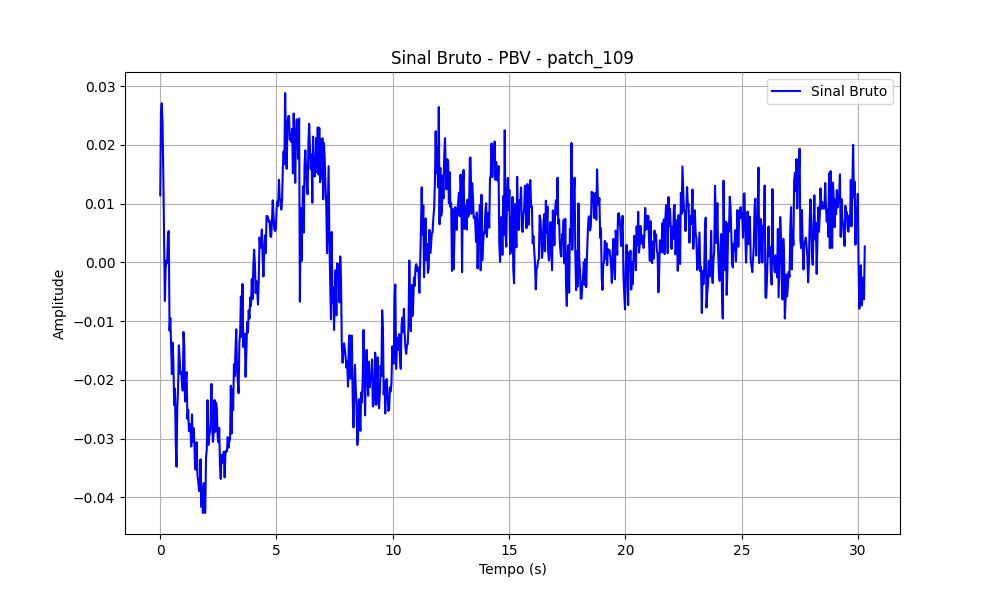 Sinal Bruto - PBV - patch_109
Sinal Bruto
0.03
0.02
0.01
0.00
−0.01
−0.02
−0.03
−0.04
Amplitude
0 5 10 15 20 25 30
Tempo (s)